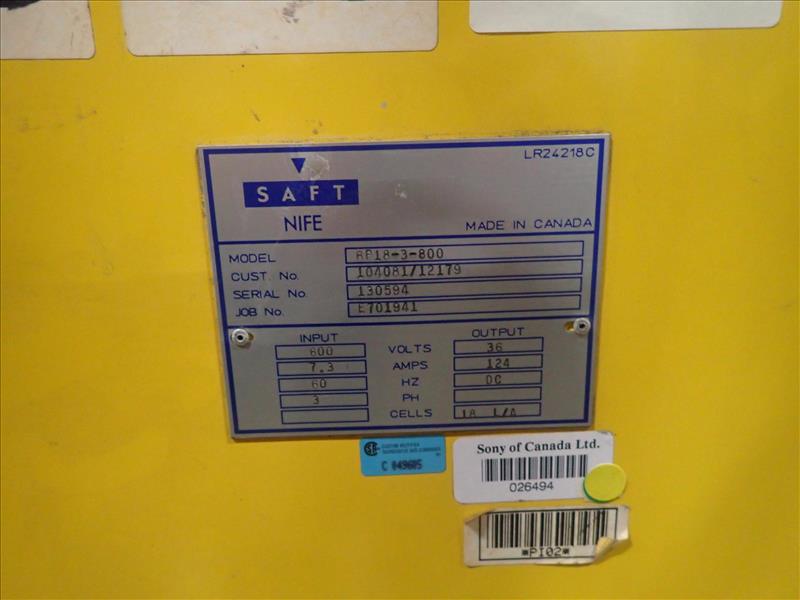 LR24218C
SAFT
NIFE
MADE IN CANADA
MODEL RP18-3-800
CUST. No. 104081/12179
SERIAL No. 130594
JOB No. E701941
INPUT OUTPUT
600 VOLTS 36
7.3 AMPS 124
60 HZ DC
3 PH
CELLS 18 L/A
C 049605
Sony of Canada Ltd.
026494
*PI02*